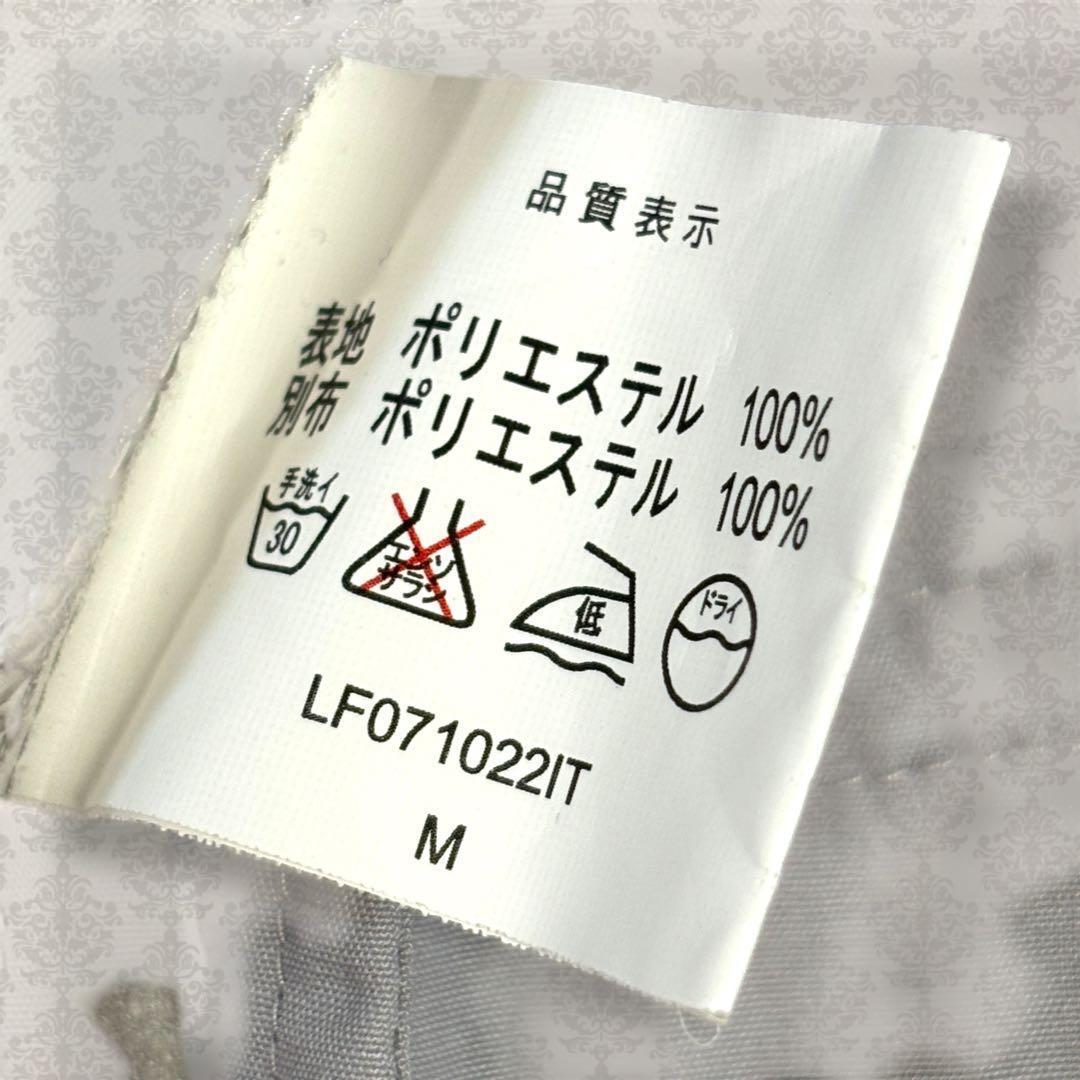 品質表示
表地 ポリエステル 100%
別布 ポリエステル 100%
手洗イ
30
エンソ
サラシ
低
ドライ
LF071022IT
M